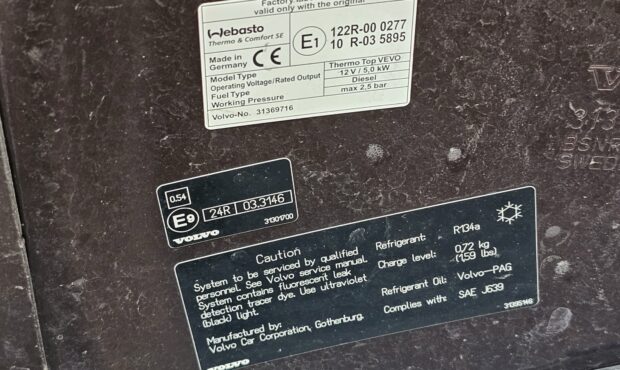 valid only with the original
Webasto
Thermo & Comfort SE
E1
122R-00 0277
10 R-03 5895
Made in
Germany
CE
Model Type
Thermo Top VEVO
Operating Voltage/Rated Output
12 V / 5,0 kW
Fuel Type
Diesel
Working Pressure
max 2,5 bar
Volvo-No. 31369716
0.54
E9
24R
03.3146
VOLVO
31301700
Caution
System to be serviced by qualified
personnel. See Volvo service manual.
System contains fluorescent leak
detection tracer dye. Use ultraviolet
(black) light.
Manufactured by:
Volvo Car Corporation, Gothenburg.
VOLVO
Refrigerant:
R134a
Charge level:
0,72 kg
(1,59 lbs)
Refrigerant Oil:
Volvo-PAG
Complies with:
SAE J639